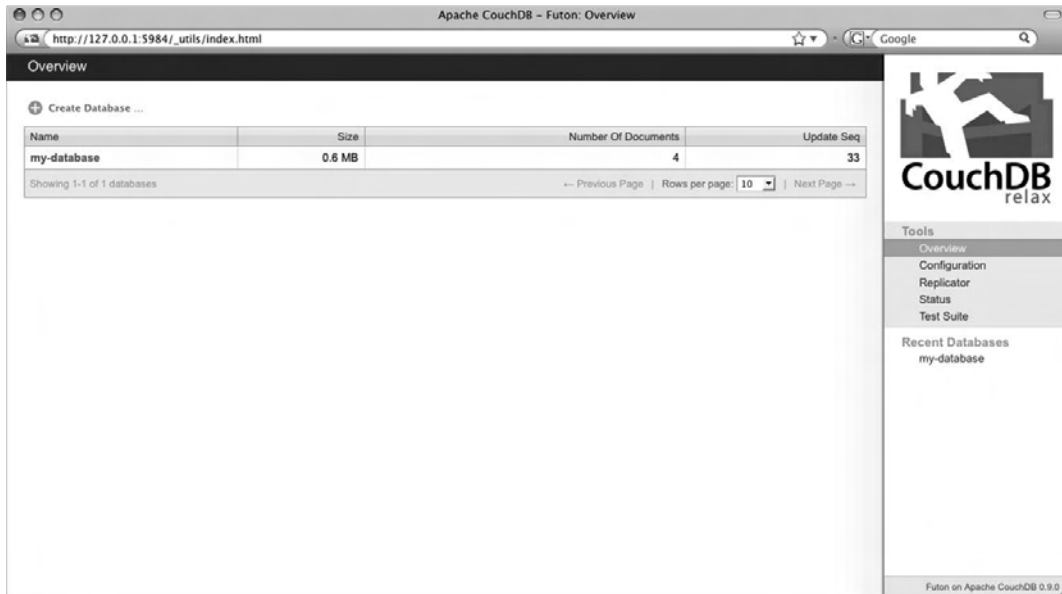 Apache CouchDB – Futon: Overview
http://127.0.0.1:5984/_utils/index.html
Google
Overview
Create Database ...
Name Size Number Of Documents Update Seq
my-database 0.6 MB 4 33
Showing 1-1 of 1 databases ← Previous Page | Rows per page: 10 | Next Page →
CouchDB
relax
Tools
Overview
Configuration
Replicator
Status
Test Suite
Recent Databases
my-database
Futon on Apache CouchDB 0.9.0